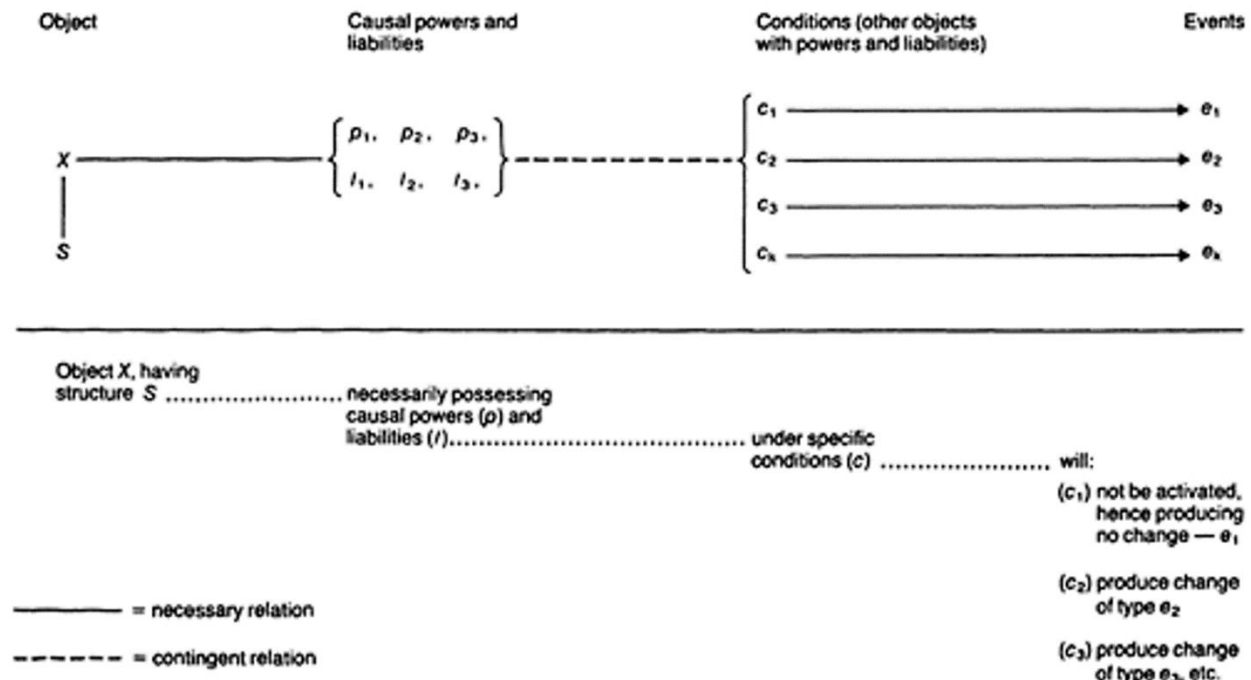 Object
Causal powers and
liabilities
Conditions (other objects
with powers and liabilities)
Events
p₁, p₂, p₃,
l₁, l₂, l₃,
X
S
c₁
c₂
c₃
cₖ
e₁
e₂
e₃
eₖ
Object X, having
structure S ....................
necessarily possessing
causal powers (p) and
liabilities (l)..................................
under specific
conditions (c) ...................
will:
(c₁) not be activated,
hence producing
no change — e₁
(c₂) produce change
of type e₂
(c₃) produce change
of type e₃, etc.
= necessary relation
= contingent relation